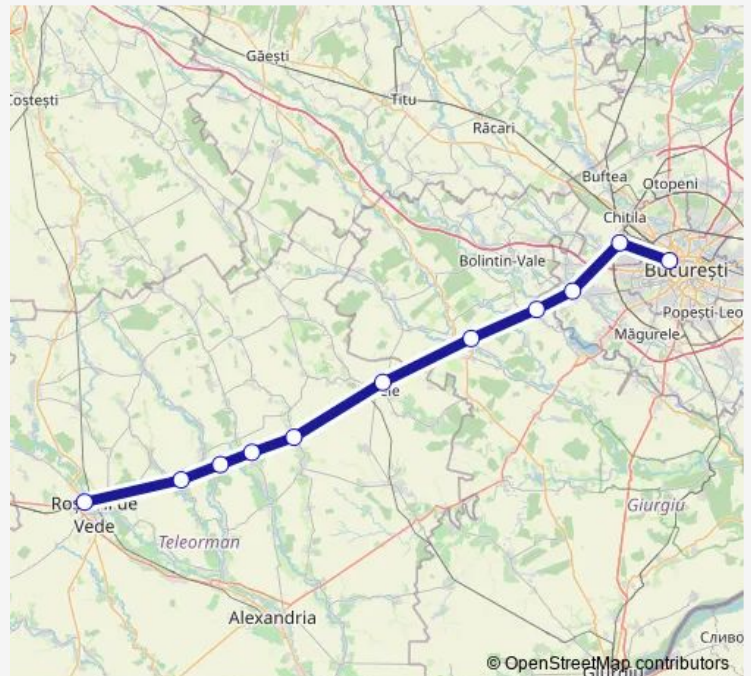 Găești
Costești
Titu
Răcari
Buftea
Otopeni
Chitila
Bolintin-Vale
București
Popești-Leo
Măgurele
Vede
Giurgiu
Teleorman
Alexandria
Сливо
© OpenStreetMap contributors
Giurgiu